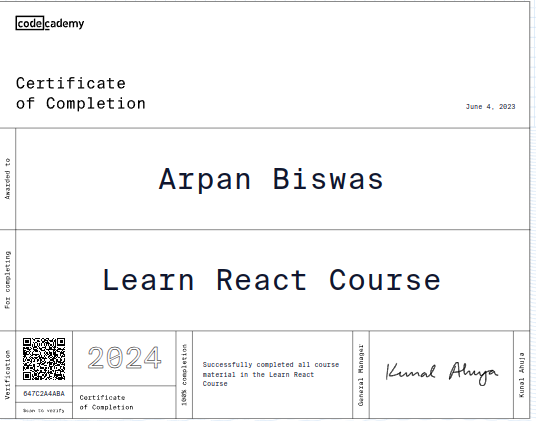 codecademy
Certificate
of Completion
June 4, 2023
Awarded to
Arpan Biswas
For completing
Learn React Course
Verification
647C2A4ABA
Scan to verify
2024
Certificate
of Completion
100% completion
Successfully completed all course
material in the Learn React
Course
General Manager
Kunal Ahuja
Kunal Ahuja